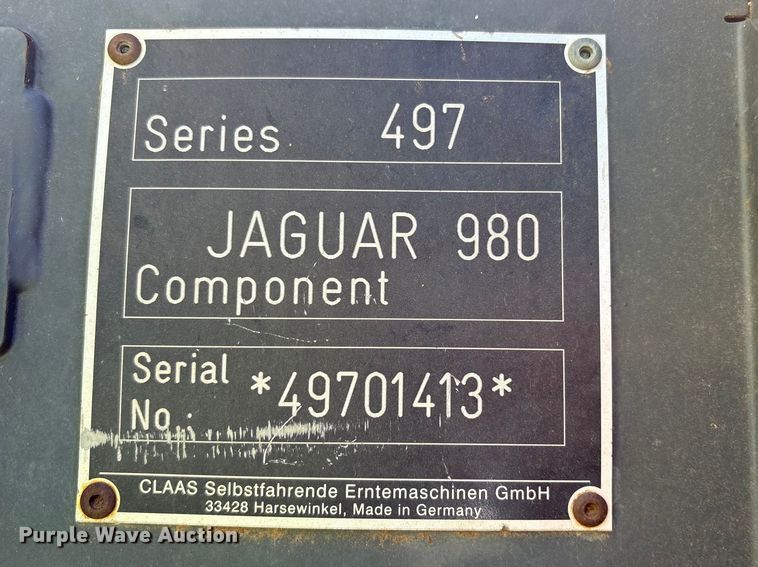 Series 497
JAGUAR 980
Component
Serial
No.: *49701413*
CLAAS Selbstfahrende Erntemaschinen GmbH
33428 Harsewinkel, Made in Germany
Purple Wave Auction